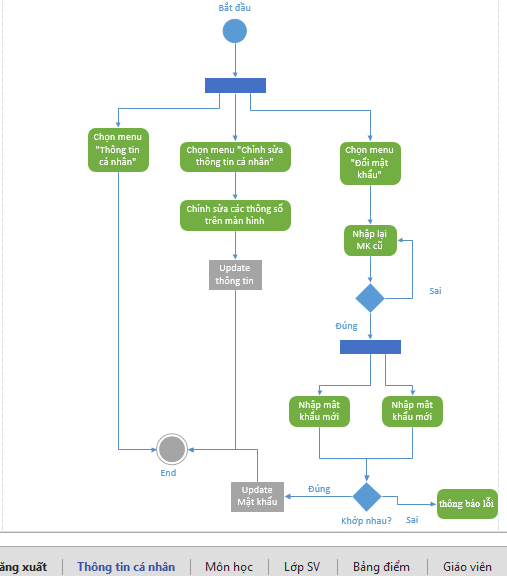 Bắt đầu
Chọn menu
"Thông tin
cá nhân"
Chọn menu "Chỉnh sửa
thông tin cá nhân"
Chọn menu
"Đổi mật
khẩu"
Chỉnh sửa các thông số
trên màn hình
Nhập lại
MK cũ
Update
thông tin
Sai
Đúng
Nhập mật
khẩu mới
Nhập mật
khẩu mới
End
Update
Mật khẩu
Đúng
Khớp nhau?
Sai
thông báo lỗi
ăng xuất
Thông tin cá nhân
Môn học
Lớp SV
Bảng điểm
Giáo viên